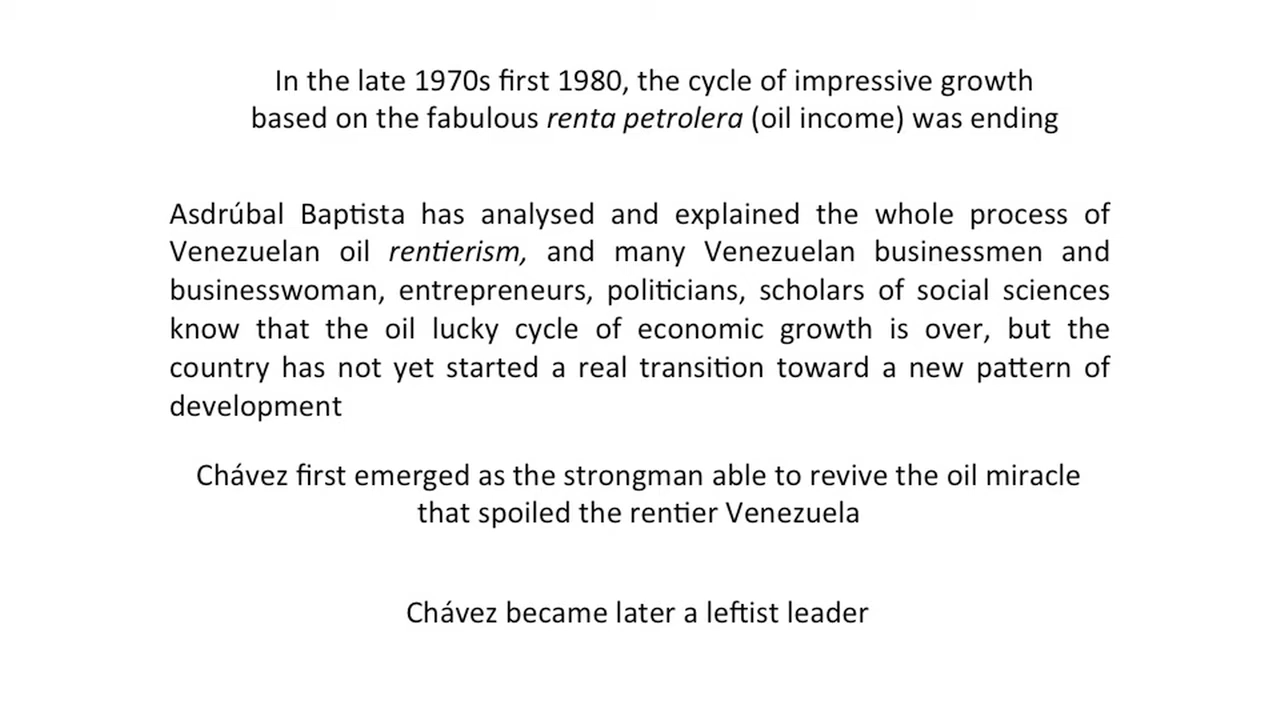 In the late 1970s first 1980, the cycle of impressive growth
based on the fabulous renta petrolera (oil income) was ending
Asdrúbal Baptista has analysed and explained the whole process of
Venezuelan oil rentierism, and many Venezuelan businessmen and
businesswoman, entrepreneurs, politicians, scholars of social sciences
know that the oil lucky cycle of economic growth is over, but the
country has not yet started a real transition toward a new pattern of
development
Chávez first emerged as the strongman able to revive the oil miracle
that spoiled the rentier Venezuela
Chávez became later a leftist leader